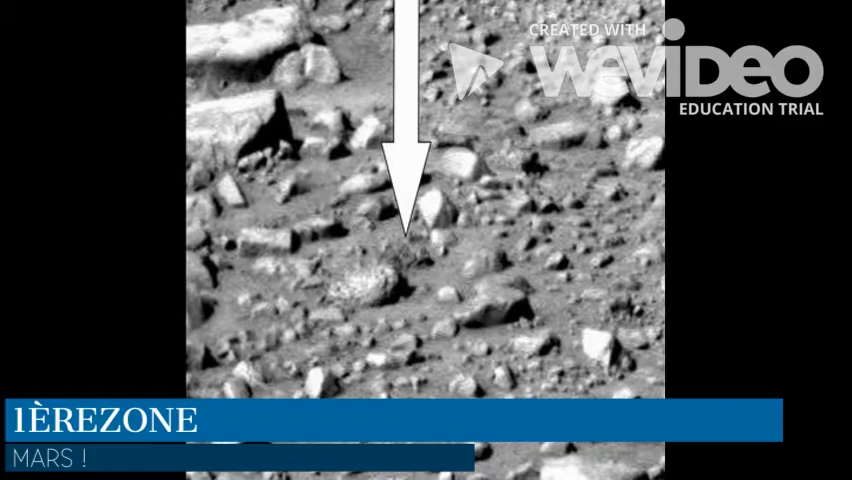 CREATED WITH
WEVIDEO
EDUCATION TRIAL
1ÈREZONE
MARS !